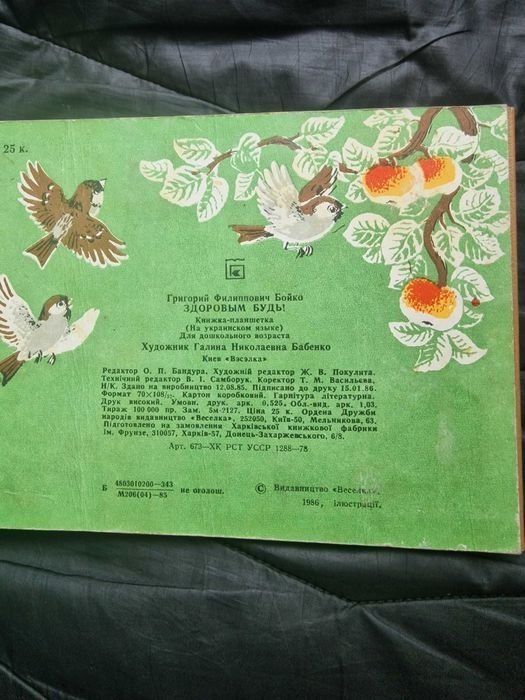 25 к.
Григорий Филиппович Бойко
ЗДОРОВЫМ БУДЬ!
Книжка-планшетка
(На украинском языке)
Для дошкольного возраста
Художник Галина Николаевна Бабенко
Киев «Вэсэлка»
Редактор О. П. Бандура. Художній редактор Ж. В. Покулита.
Технічний редактор В. І. Самборук. Коректор Т. М. Васильєва.
Н/К. Здано на виробництво 12.08.85. Підписано до друку 15.01.86.
Формат 70×108/ Картон коробковий. Гарнітура літературна.
Друк високий. Умовн. друк. арк. 0,525. Обл.-вид. арк. 1,03.
Тираж 100 000 пр. Зам. 5м-2127. Ціна 25 к. Ордена Дружби
народів видавництво «Веселка», 252050, Київ-50, Мельникова, 63.
Підготовлено на замовлення Харківської книжкової фабрики
ім. Фрунзе, 310057, Харків-57, Донець-Захаржевського, 6/8.
Арт. 673—ХК РСТ УССР 1288—78
Б 4803010200—343 не оголош.
М206(04)—85
© Видавництво «Веселка»,
1986, ілюстрації.